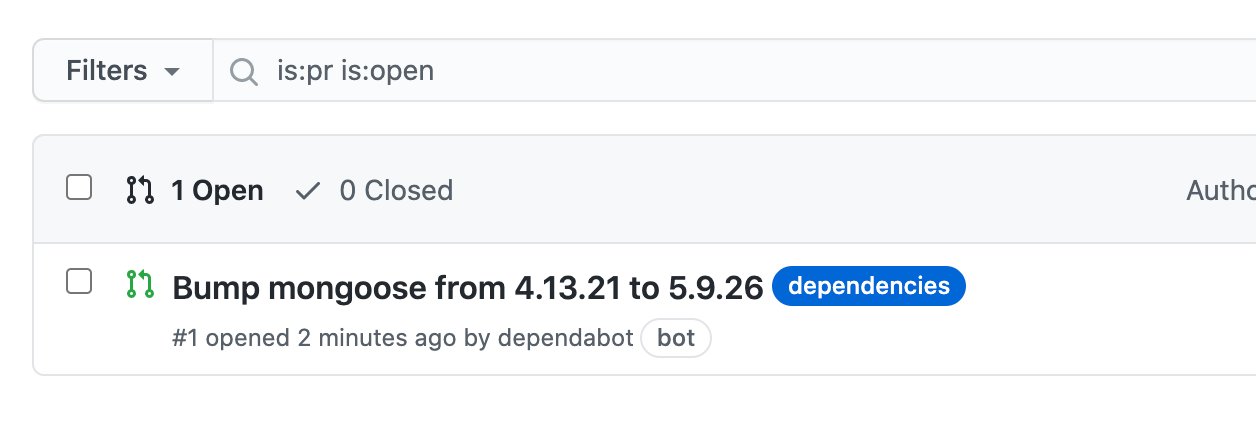 Filters is:pr is:open
1 Open 0 Closed
Bump mongoose from 4.13.21 to 5.9.26 dependencies
#1 opened 2 minutes ago by dependabot bot